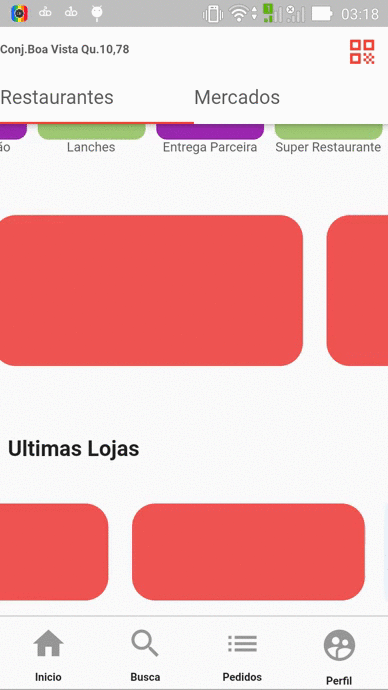 03:18
Conj.Boa Vista Qu.10,78
Restaurantes Mercados
ão Lanches Entrega Parceira Super Restaurante
Ultimas Lojas
Inicio Busca Pedidos Perfil